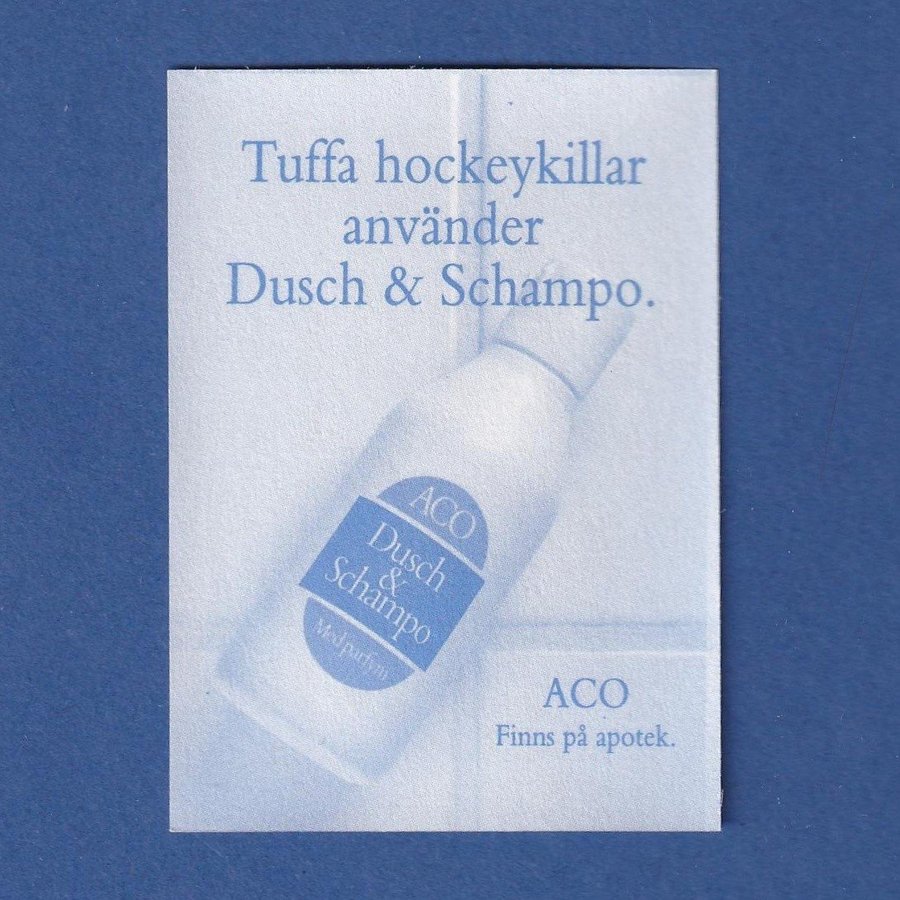 Tuffa hockeykillar
använder
Dusch & Schampo.
ACO
Dusch
&
Schampo
Med parfym
ACO
Finns på apotek.